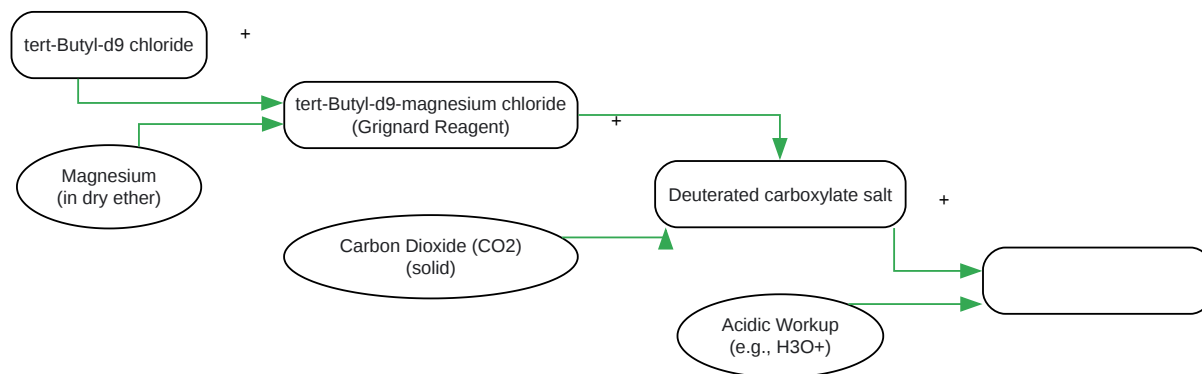 tert-Butyl-d9 chloride
+
tert-Butyl-d9-magnesium chloride
(Grignard Reagent)
+
Magnesium
(in dry ether)
Deuterated carboxylate salt
+
Carbon Dioxide (CO2)
(solid)
Acidic Workup
(e.g., H3O+)